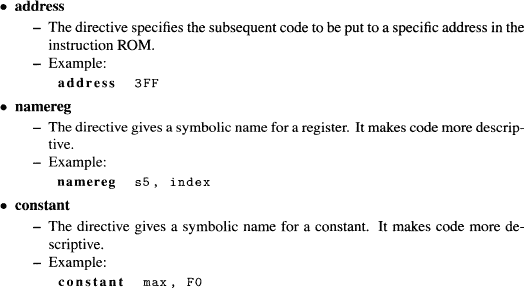 • address
– The directive specifies the subsequent code to be put to a specific address in the
instruction ROM.
– Example:
address 3FF
• namereg
– The directive gives a symbolic name for a register. It makes code more descrip-
tive.
– Example:
namereg s5, index
• constant
– The directive gives a symbolic name for a constant. It makes code more de-
scriptive.
– Example:
constant max, F0